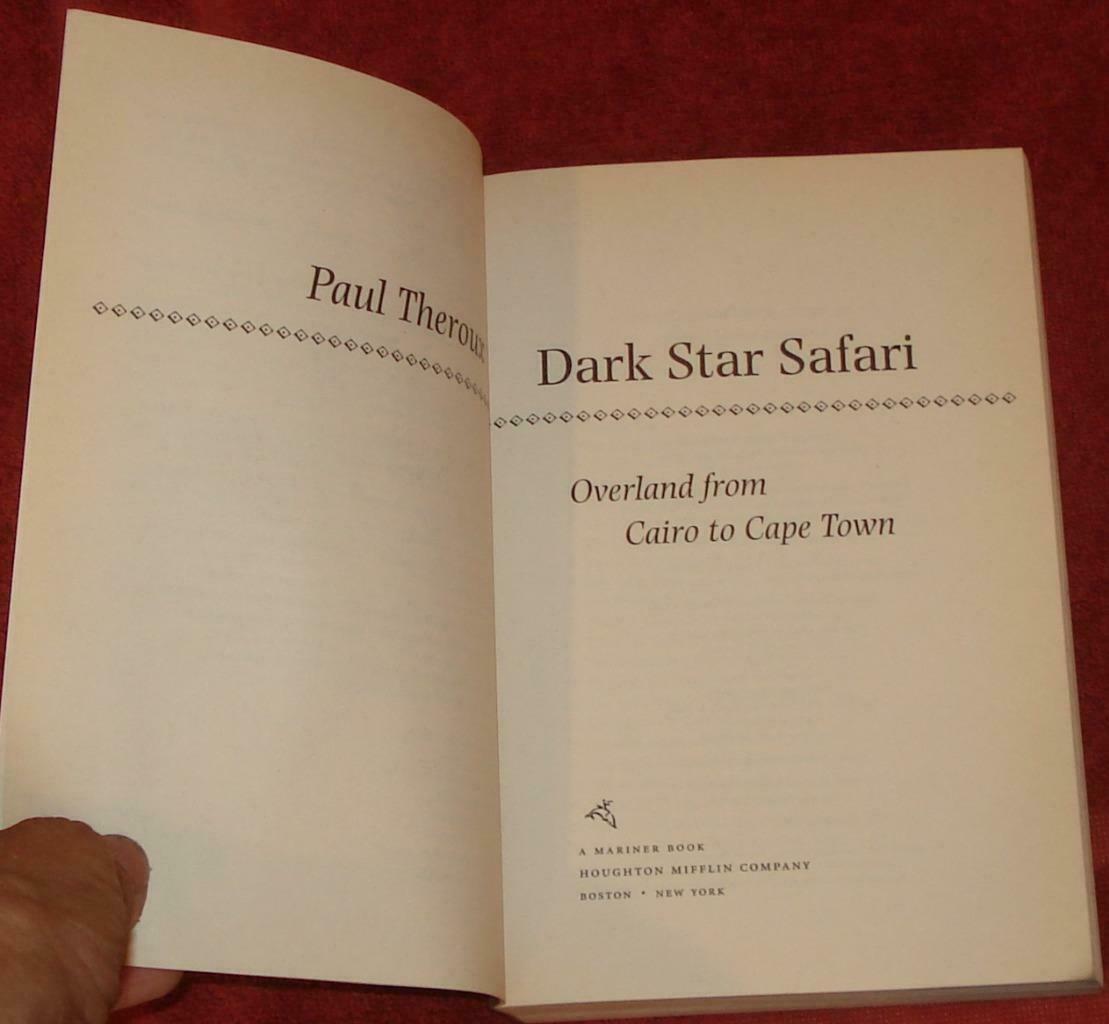 Paul Theroux
Dark Star Safari
Overland from
Cairo to Cape Town
A MARINER BOOK
HOUGHTON MIFFLIN COMPANY
BOSTON • NEW YORK